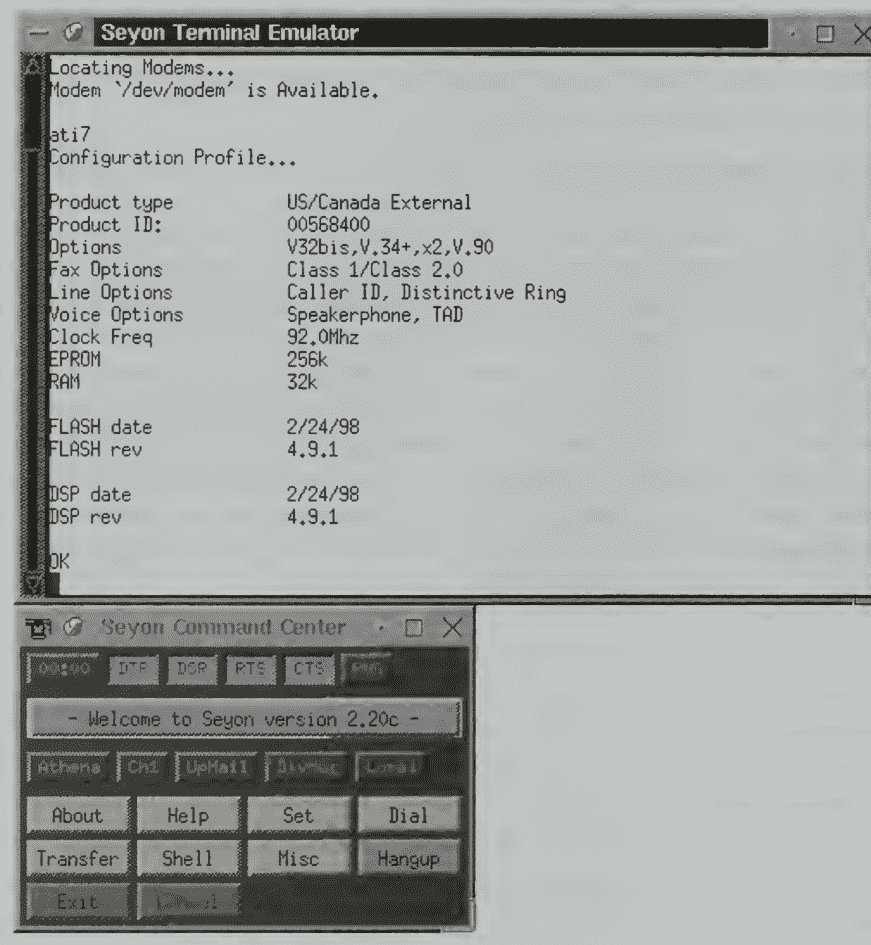 Seyon Terminal Emulator
Locating Modems...
Modem `/dev/modem' is Available.
ati7
Configuration Profile...
Product type US/Canada External
Product ID: 00568400
Options V32bis,V.34+,x2,V.90
Fax Options Class 1/Class 2.0
Line Options Caller ID, Distinctive Ring
Voice Options Speakerphone, TAD
Clock Freq 92.0Mhz
EPROM 256k
RAM 32k
FLASH date 2/24/98
FLASH rev 4.9.1
DSP date 2/24/98
DSP rev 4.9.1
OK
Seyon Command Center
00:00 DTR DSR RTS CTS RNG
- Welcome to Seyon version 2.20c -
Athena Ch1 UpMail
About Help Set Dial
Transfer Shell Misc Hangup
Exit Cancel